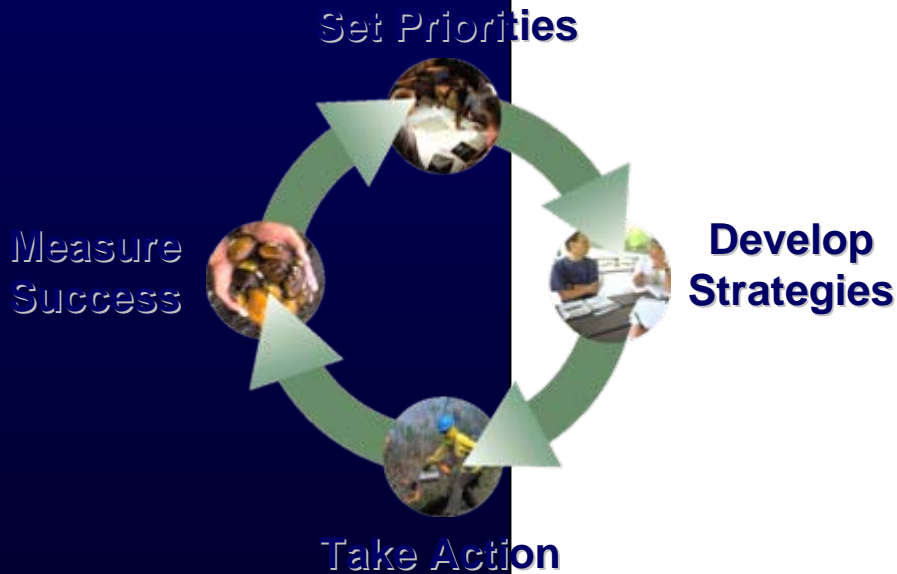 Set Priorities
Develop
Strategies
Take Action
Measure
Success